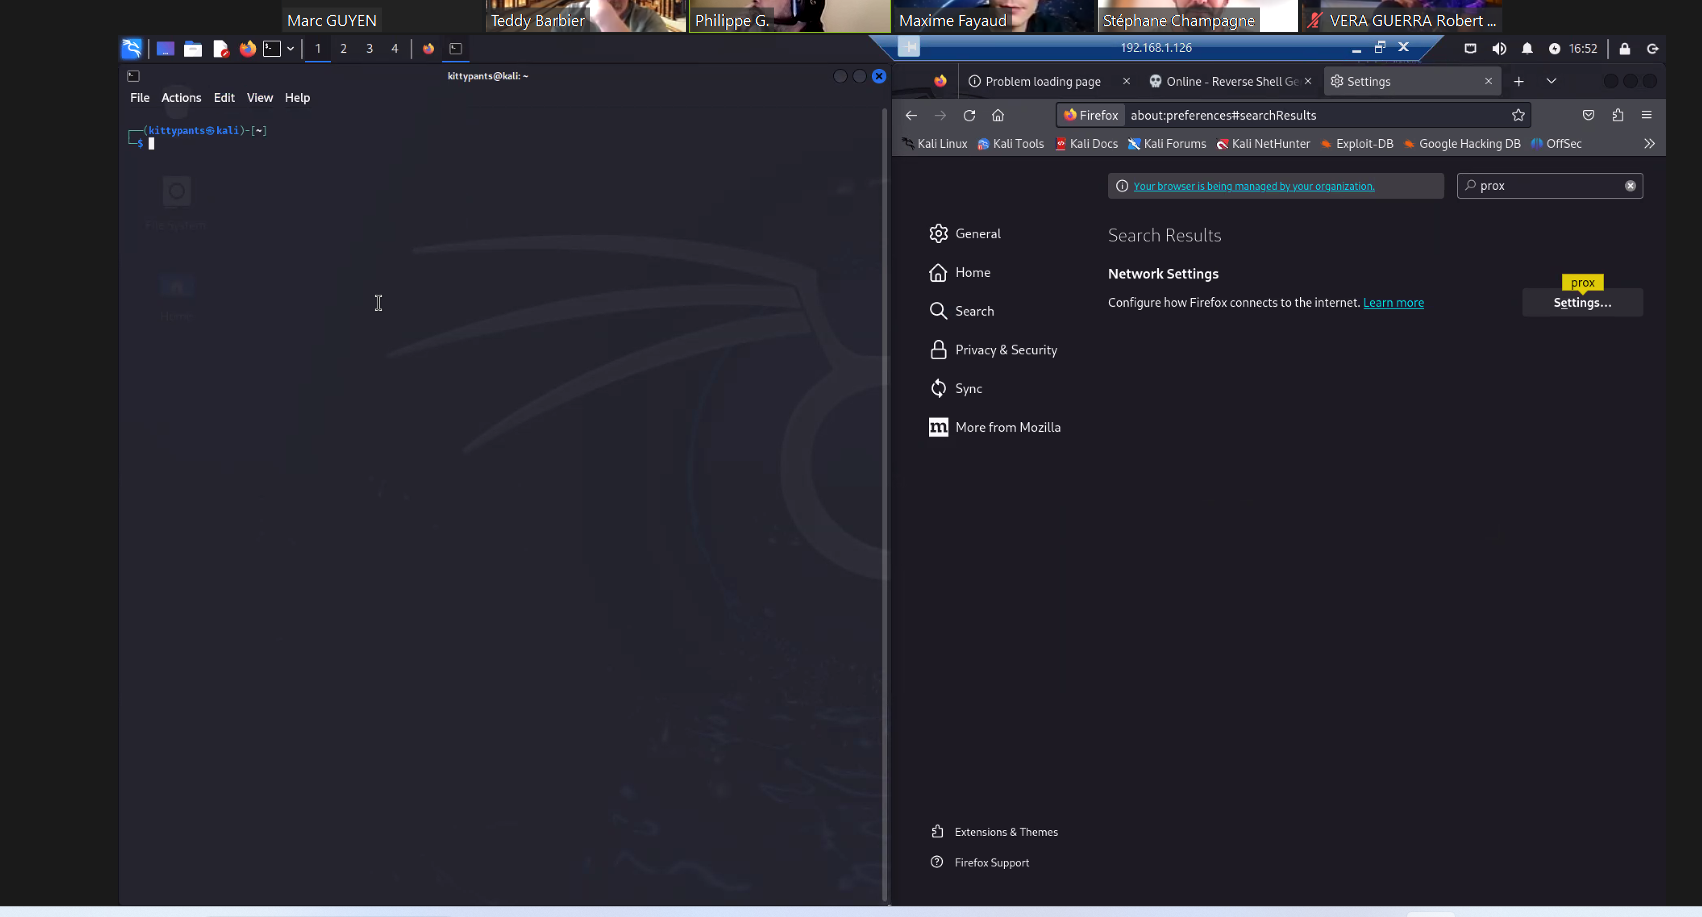 Marc GUYEN
Teddy Barbier
Philippe G.
Maxime Fayaud
Stéphane Champagne
VERA GUERRA Robert ...
1 2 3 4
192.168.1.126
16:52
kittypants@kali: ~
File Actions Edit View Help
┌──(kittypants㉿kali)-[~]
└─$
File System
Home
Problem loading page
Online - Reverse Shell Ge
Settings
Firefox about:preferences#searchResults
Kali Linux Kali Tools Kali Docs Kali Forums Kali NetHunter Exploit-DB Google Hacking DB OffSec
Your browser is being managed by your organization.
prox
General
Home
Search
Privacy & Security
Sync
More from Mozilla
Search Results
Network Settings
prox
Configure how Firefox connects to the internet. Learn more
Settings...
Extensions & Themes
Firefox Support